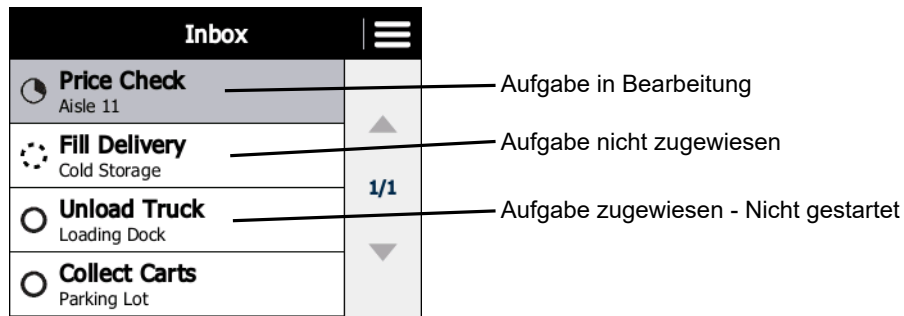 Inbox
Price Check
Aisle 11
Aufgabe in Bearbeitung
Fill Delivery
Cold Storage
Aufgabe nicht zugewiesen
1/1
Unload Truck
Loading Dock
Aufgabe zugewiesen - Nicht gestartet
Collect Carts
Parking Lot